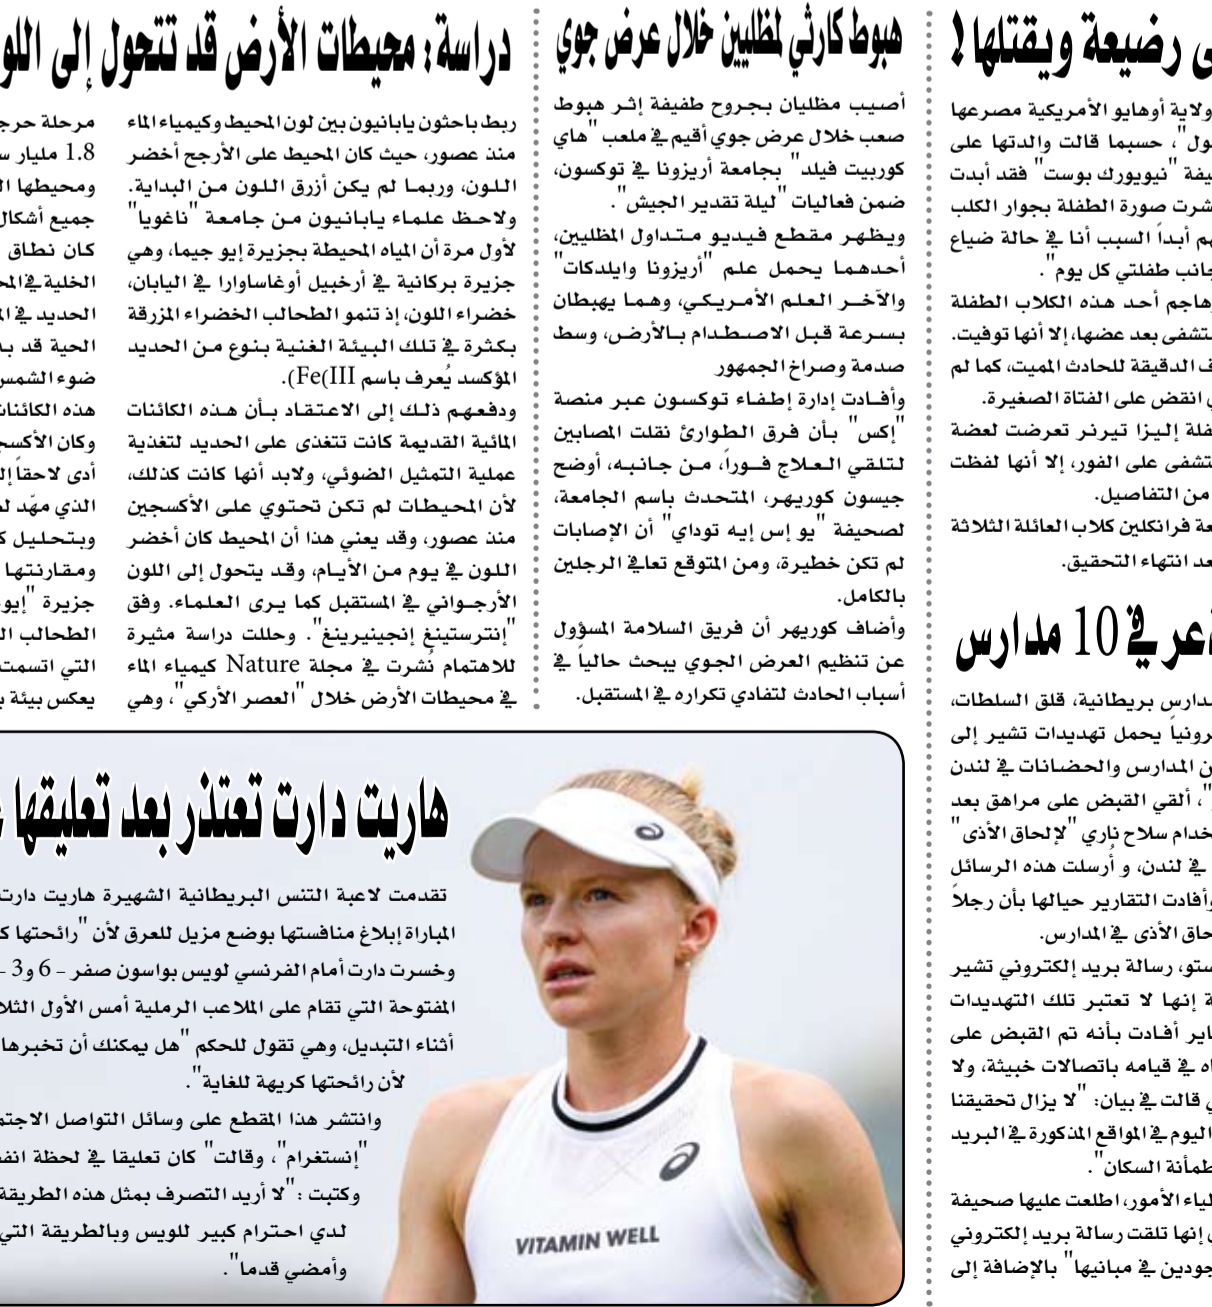 ى رضيعة ويقتلها !
ولاية أوهايو الأمريكية مصرعها
ول"، حسبما قالت والدتها على
يفة "نيويورك بوست" فقد أبدت
شرت صورة الطفلة بجوار الكلب
هم أبداً السبب أنا في حالة ضياع
جانب طفلتي كل يوم".
هاجم أحد هذه الكلاب الطفلة
ستشفى بعد عضها، إلا أنها توفيت.
ف الدقيقة للحادث المميت، كما لم
ي انقض على الفتاة الصغيرة.
فلة إليزا تيرنر تعرضت لعضة
ستشفى على الفور، إلا أنها لفظت
من التفاصيل.
عة فرانكلين كلاب العائلة الثلاثة
عد انتهاء التحقيق.
ذعر في 10 مدارس
مدارس بريطانية، قلق السلطات،
رونياً يحمل تهديدات تشير إلى
ن المدارس والحضانات في لندن
"، ألقي القبض على مراهق بعد
خدام سلاح ناري "لإلحاق الأذى"
في لندن، و أُرسلت هذه الرسائل
وأفادت التقارير حيالها بأن رجلاً
حاق الأذى في المدارس.
ستو، رسالة بريد إلكتروني تشير
ة إنها لا تعتبر تلك التهديدات
اير أفادت بأنه تم القبض على
اه في قيامه باتصالات خبيثة، ولا
ي قالت في بيان: "لا يزال تحقيقنا
اليوم في المواقع المذكورة في البريد
طمأنة السكان".
لياء الأمور، اطلعت عليها صحيفة
ي إنها تلقت رسالة بريد إلكتروني
جودين في مبانيها" بالإضافة إلى
هبوط كارثي لمظليين خلال عرض جوي
أصيب مظليان بجروح طفيفة إثر هبوط
صعب خلال عرض جوي أقيم في ملعب "هاي
كوربيت فيلد" بجامعة أريزونا في توكسون،
ضمن فعاليات "ليلة تقدير الجيش".
ويظهر مقطع فيديو متداول المظليين،
أحدهما يحمل علم "أريزونا وايلدكات"
والآخر العلم الأمريكي، وهما يهبطان
بسرعة قبل الاصطدام بالأرض، وسط
صدمة وصراخ الجمهور
وأفادت إدارة إطفاء توكسون عبر منصة
"إكس" بأن فرق الطوارئ نقلت المصابين
لتلقي العلاج فوراً، من جانبه، أوضح
جيسون كوريهر، المتحدث باسم الجامعة،
لصحيفة "يو إس إيه توداي" أن الإصابات
لم تكن خطيرة، ومن المتوقع تعافي الرجلين
بالكامل.
وأضاف كوريهر أن فريق السلامة المسؤول
عن تنظيم العرض الجوي يبحث حالياً في
أسباب الحادث لتفادي تكراره في المستقبل.
دراسة: محيطات الأرض قد تتحول إلى اللو
ربط باحثون يابانيون بين لون المحيط وكيمياء الماء
منذ عصور، حيث كان المحيط على الأرجح أخضر
اللون، وربما لم يكن أزرق اللون من البداية.
ولاحظ علماء يابانيون من جامعة "ناغويا"
لأول مرة أن المياه المحيطة بجزيرة إيو جيما، وهي
جزيرة بركانية في أرخبيل أوغاساوارا في اليابان،
خضراء اللون، إذ تنمو الطحالب الخضراء المزرقة
بكثرة في تلك البيئة الغنية بنوع من الحديد
المؤكسد يُعرف باسم Fe(III).
ودفعهم ذلك إلى الاعتقاد بأن هذه الكائنات
المائية القديمة كانت تتغذى على الحديد لتغذية
عملية التمثيل الضوئي، ولابد أنها كانت كذلك،
لأن المحيطات لم تكن تحتوي على الأكسجين
منذ عصور، وقد يعني هذا أن المحيط كان أخضر
اللون في يوم من الأيام، وقد يتحول إلى اللون
الأرجواني في المستقبل كما يرى العلماء. وفق
"إنترستينغ إنجينيرينغ". وحللت دراسة مثيرة
للاهتمام نُشرت في مجلة Nature كيمياء الماء
في محيطات الأرض خلال "العصر الأركي"، وهي
مرحلة حرج
1.8 مليار س
ومحيطها ال
جميع أشكال
كان نطاق
الخلية في المح
الحديد في ال
الحية قد بد
ضوء الشمس
هذه الكائنات
وكان الأكسج
أدى لاحقاً إل
الذي مهّد ل
وبتحليل ك
ومقارنتها
جزيرة "إيو
الطحالب ال
التي اتسمت
يعكس بيئة ب
هاريت دارت تعتذر بعد تعليقها ع
تقدمت لاعبة التنس البريطانية الشهيرة هاريت دارت
المباراة إبلاغ منافستها بوضع مزيل للعرق لأن "رائحتها ك
وخسرت دارت أمام الفرنسي لويس بواسون صفر – 6 و3 –
المفتوحة التي تقام على الملاعب الرملية أمس الأول الثلا
أثناء التبديل، وهي تقول للحكم "هل يمكنك أن تخبرها
لأن رائحتها كريهة للغاية".
وانتشر هذا المقطع على وسائل التواصل الاجتم
"إنستغرام"، وقالت" كان تعليقا في لحظة انف
وكتبت :"لا أريد التصرف بمثل هذه الطريقة
لدي احترام كبير للويس وبالطريقة التي
وأمضي قدما".
VITAMIN WELL